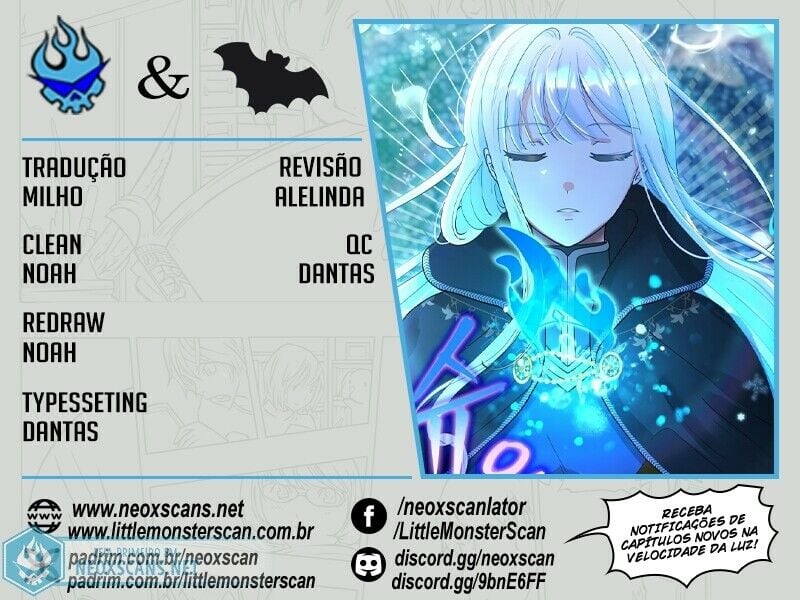 &
TRADUÇÃO
MILHO
REVISÃO
ALELINDA
CLEAN
NOAH
QC
DANTAS
REDRAW
NOAH
TYPESSETING
DANTAS
슈
www.neoxscans.net
www.littlemonsterscan.com.br
padrim.com.br/neoxscan
padrim.com.br/littlemonsterscan
NEOXSCANS.NET
/neoxscanlator
/LittleMonsterScan
discord.gg/neoxscan
discord.gg/9bnE6FF
RECEBA
NOTIFICAÇÕES DE
CAPÍTULOS NOVOS NA
VELOCIDADE DA LUZ!